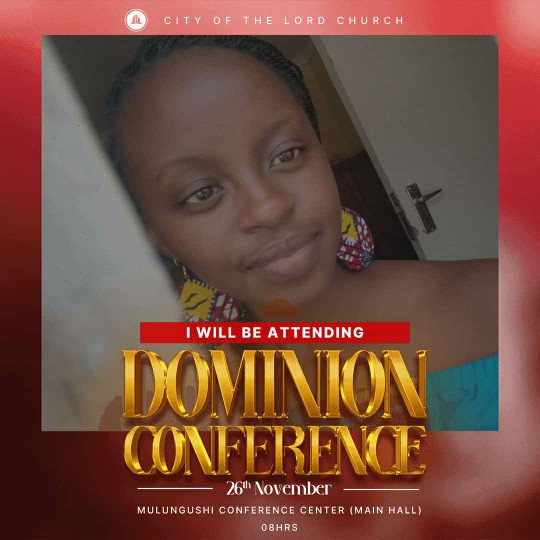 CITY OF THE LORD CHURCH
I WILL BE ATTENDING
DOMINION
CONFERENCE
26th November
MULUNGUSHI CONFERENCE CENTER (MAIN HALL)
08HRS